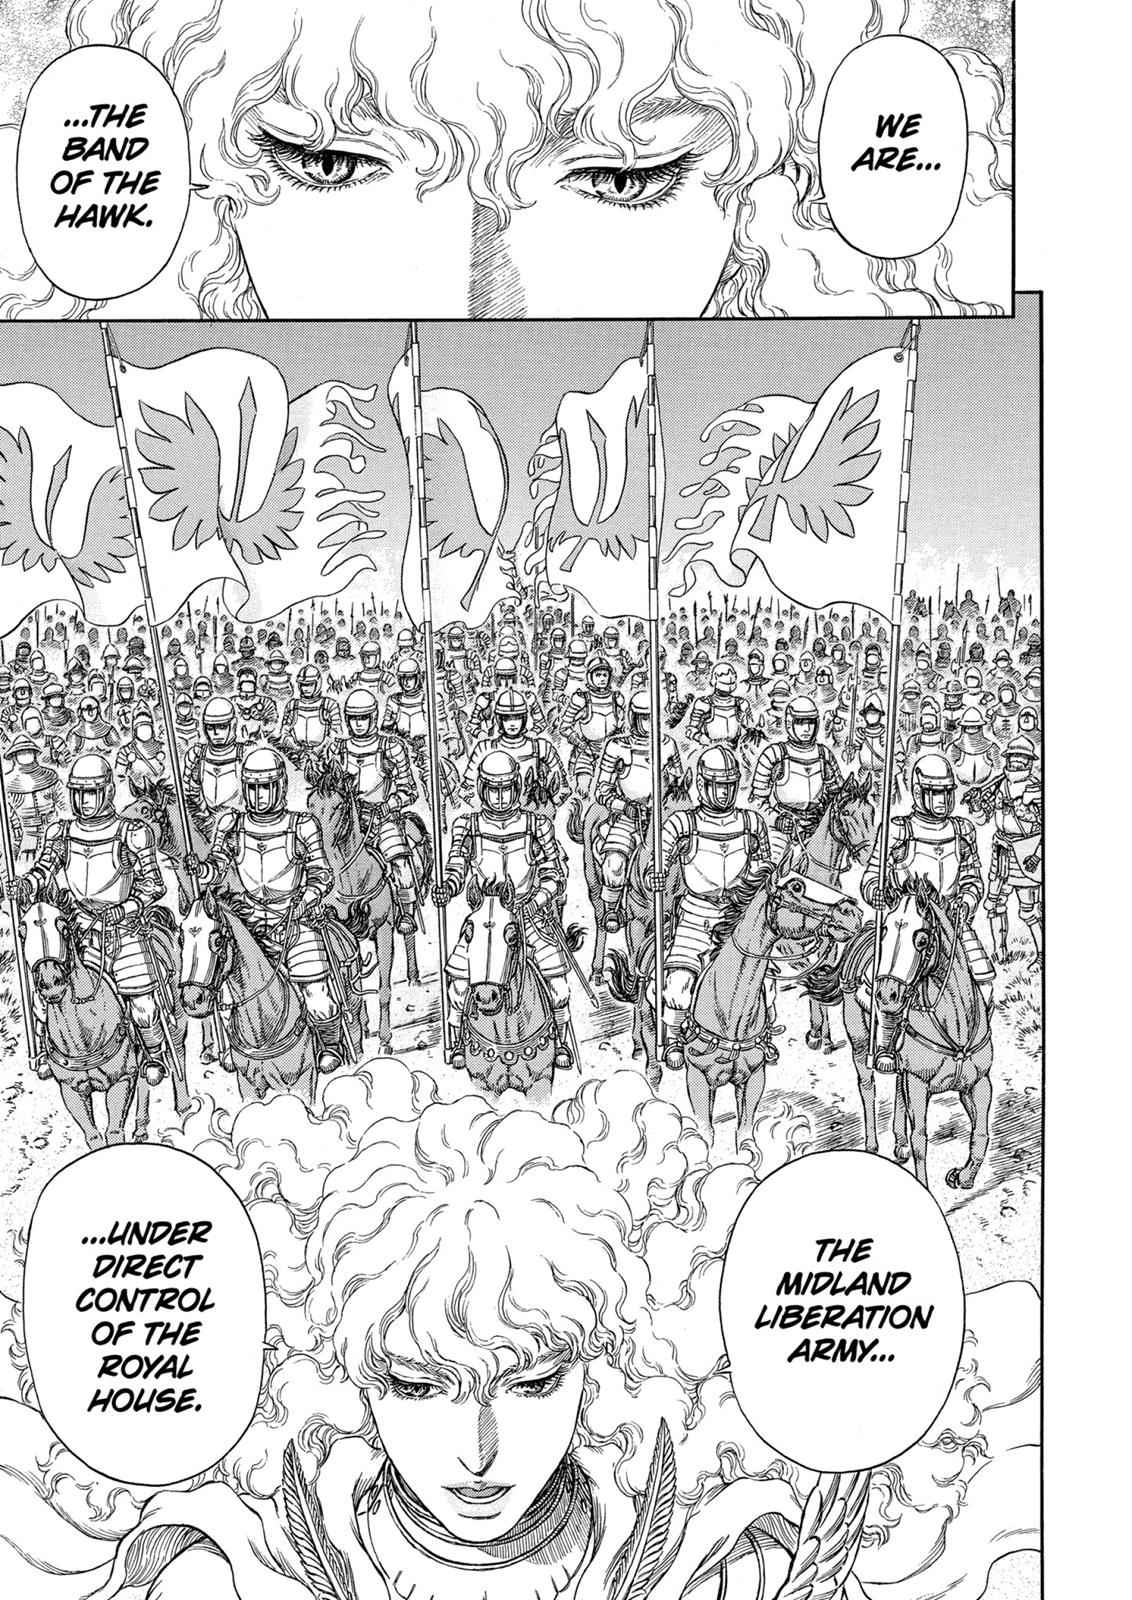 WE
ARE...
...THE
BAND
OF THE
HAWK.
THE
MIDLAND
LIBERATION
ARMY...
...UNDER
DIRECT
CONTROL
OF THE
ROYAL
HOUSE.